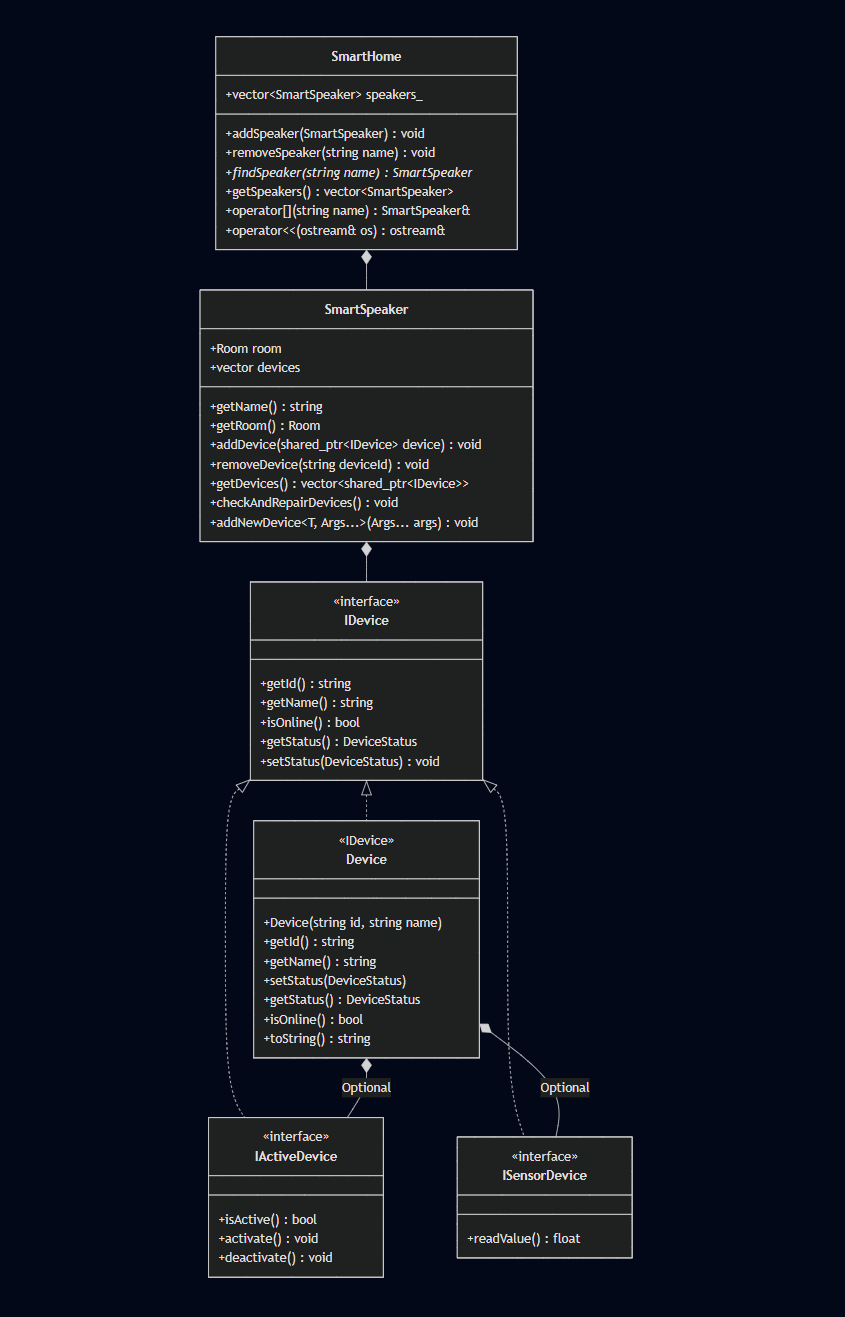 SmartHome
+vector<SmartSpeaker> speakers_
+addSpeaker(SmartSpeaker) : void
+removeSpeaker(string name) : void
+findSpeaker(string name) : SmartSpeaker
+getSpeakers() : vector<SmartSpeaker>
+operator[](string name) : SmartSpeaker&
+operator<<(ostream& os) : ostream&
SmartSpeaker
+Room room
+vector devices
+getName() : string
+getRoom() : Room
+addDevice(shared_ptr<IDevice> device) : void
+removeDevice(string deviceId) : void
+getDevices() : vector<shared_ptr<IDevice>>
+checkAndRepairDevices() : void
+addNewDevice<T, Args...>(Args... args) : void
«interface»
IDevice
+getId() : string
+getName() : string
+isOnline() : bool
+getStatus() : DeviceStatus
+setStatus(DeviceStatus) : void
«IDevice»
Device
+Device(string id, string name)
+getId() : string
+getName() : string
+setStatus(DeviceStatus)
+getStatus() : DeviceStatus
+isOnline() : bool
+toString() : string
Optional
Optional
«interface»
IActiveDevice
+isActive() : bool
+activate() : void
+deactivate() : void
«interface»
ISensorDevice
+readValue() : float